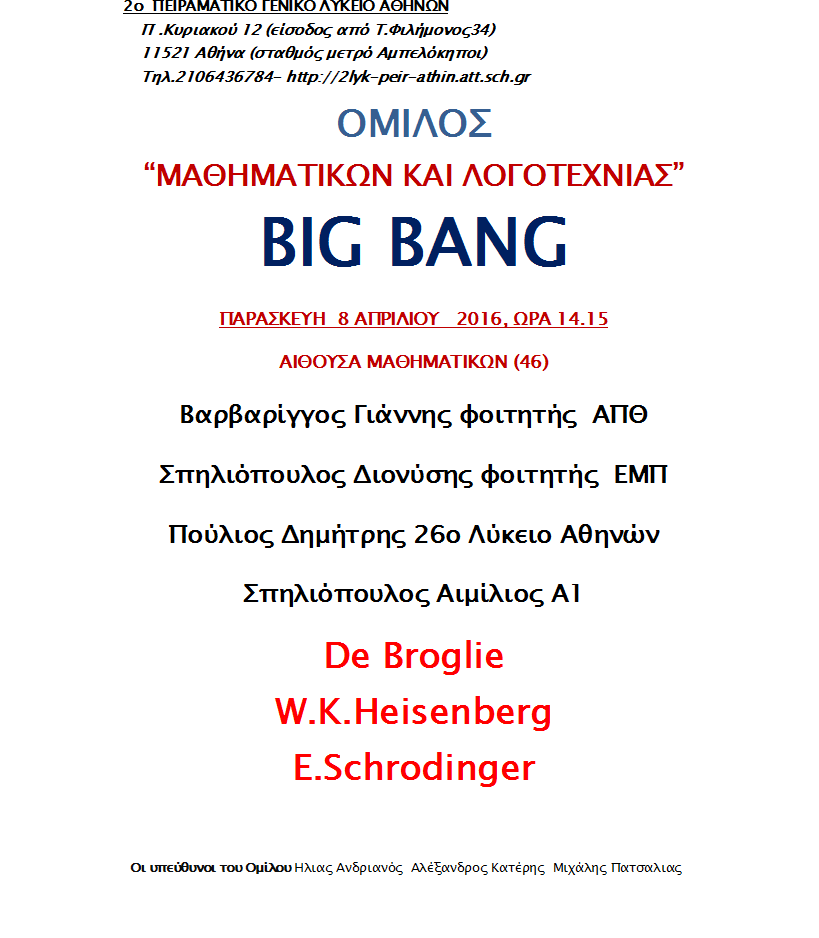 2ο ΠΕΙΡΑΜΑΤΙΚΟ ΓΕΝΙΚΟ ΛΥΚΕΙΟ ΑΘΗΝΩΝ
Π .Κυριακού 12 (είσοδος από Τ.Φιλήμονος34)
11521 Αθήνα (σταθμός μετρό Αμπελόκηποι)
Τηλ.2106436784- http://2lyk-peir-athin.att.sch.gr
ΟΜΙΛΟΣ
“ΜΑΘΗΜΑΤΙΚΩΝ ΚΑΙ ΛΟΓΟΤΕΧΝΙΑΣ”
BIG BANG
ΠΑΡΑΣΚΕΥΗ 8 ΑΠΡΙΛΙΟΥ 2016, ΩΡΑ 14.15
ΑΙΘΟΥΣΑ ΜΑΘΗΜΑΤΙΚΩΝ (46)
Βαρβαρίγγος Γιάννης φοιτητής ΑΠΘ
Σπηλιόπουλος Διονύσης φοιτητής ΕΜΠ
Πούλιος Δημήτρης 26ο Λύκειο Αθηνών
Σπηλιόπουλος Αιμίλιος Α1
De Broglie
W.K.Heisenberg
E.Schrodinger
Οι υπεύθυνοι του Ομίλου Ηλιας Ανδριανός Αλέξανδρος Κατέρης Μιχάλης Πατσαλιας